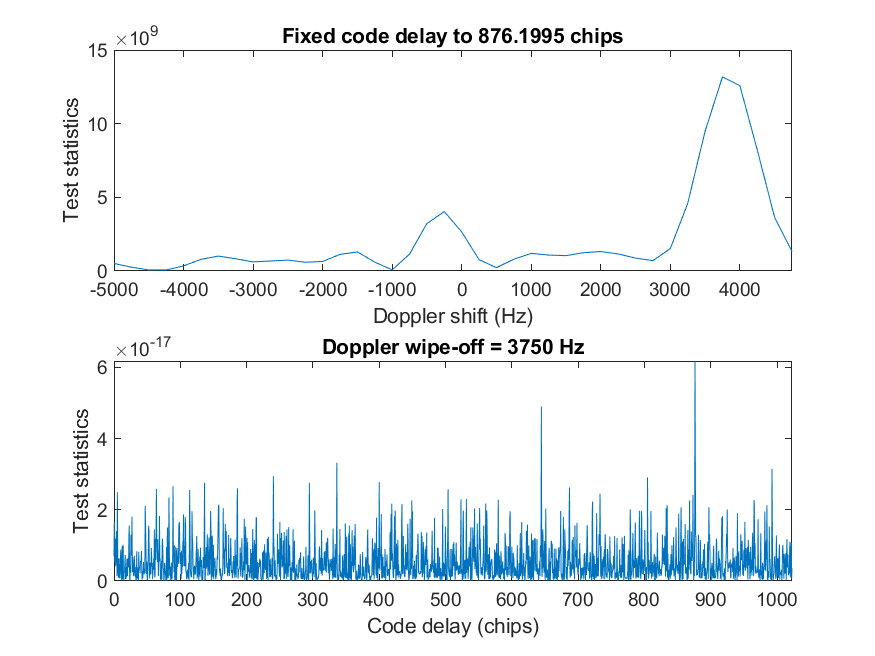 Fixed code delay to 876.1995 chips
×10^9
15
10
5
0
Test statistics
-5000 -4000 -3000 -2000 -1000 0 1000 2000 3000 4000
Doppler shift (Hz)
Doppler wipe-off = 3750 Hz
×10^-17
6
4
2
0
Test statistics
0 100 200 300 400 500 600 700 800 900 1000
Code delay (chips)